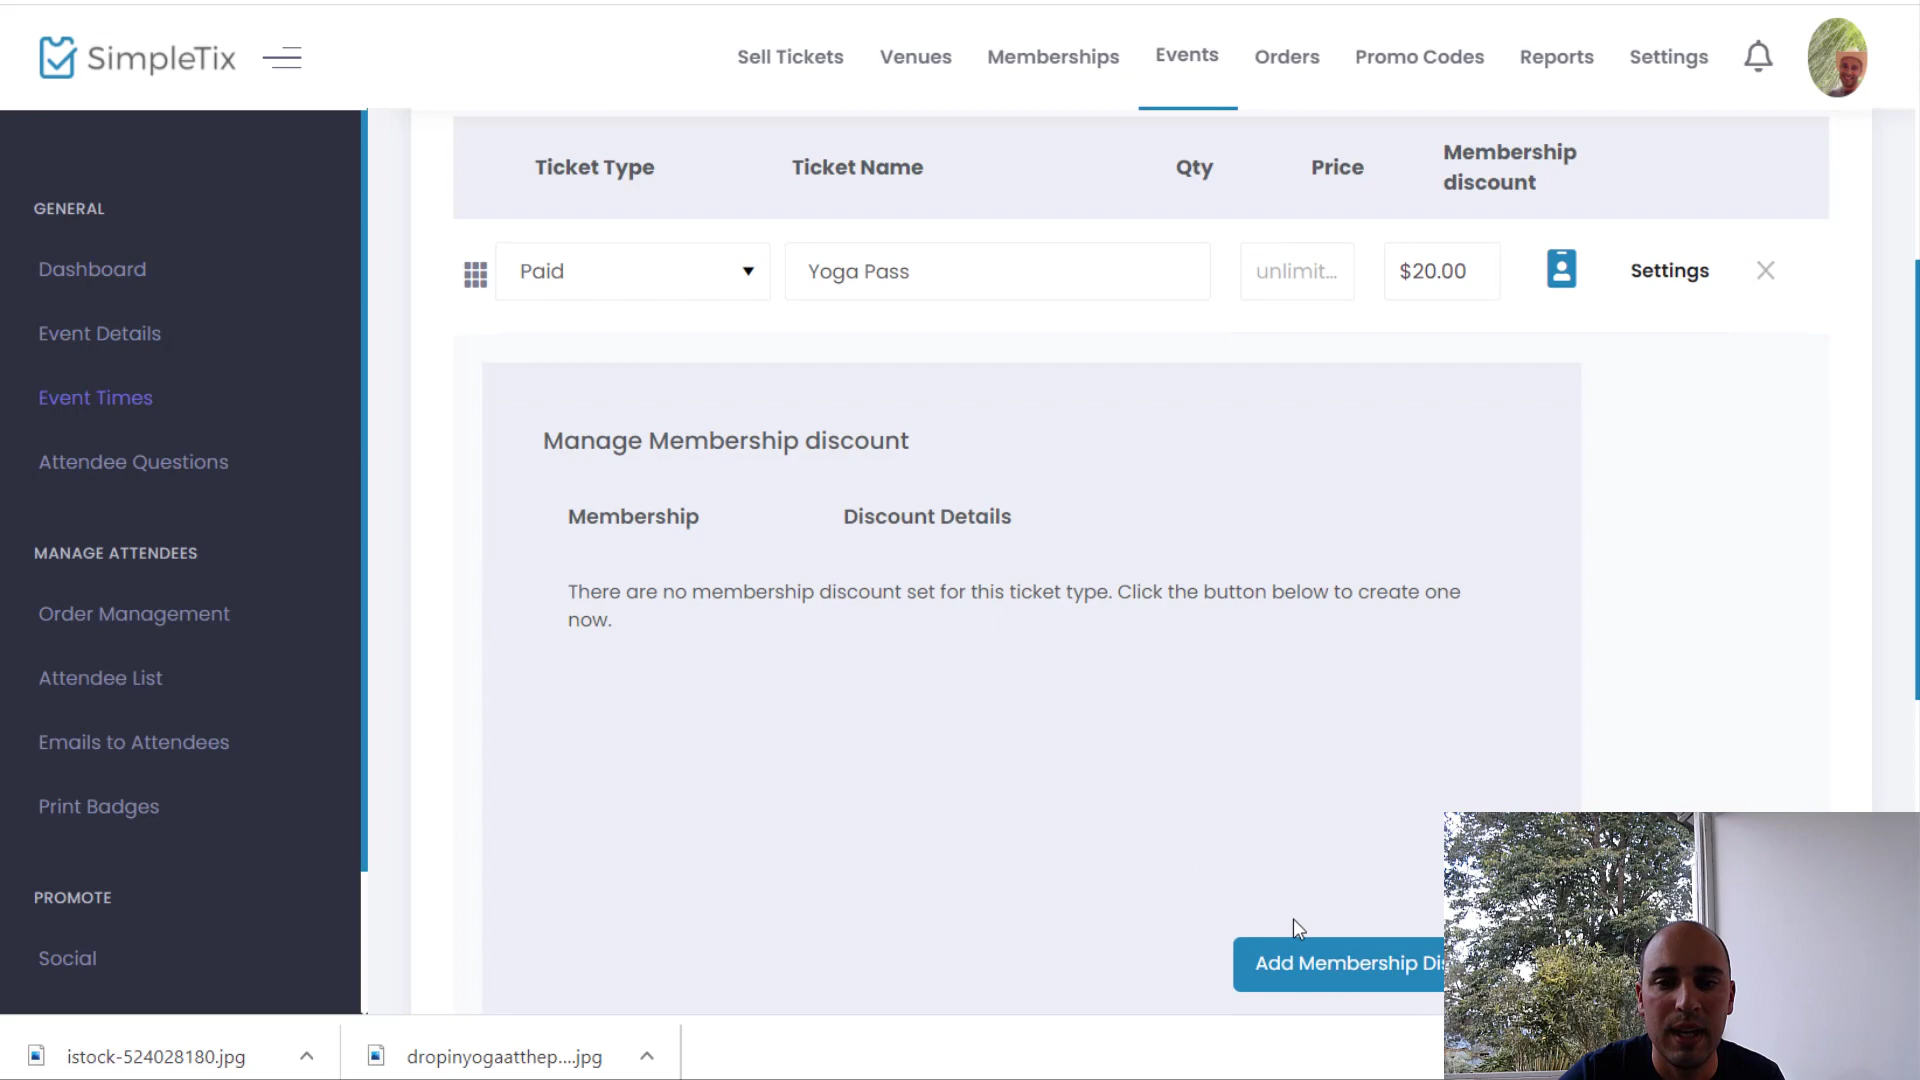 SimpleTix
Sell Tickets
Venues
Memberships
Events
Orders
Promo Codes
Reports
Settings
GENERAL
Dashboard
Event Details
Event Times
Attendee Questions
MANAGE ATTENDEES
Order Management
Attendee List
Emails to Attendees
Print Badges
PROMOTE
Social
Ticket Type
Ticket Name
Qty
Price
Membership
discount
Paid
Yoga Pass
unlimit...
$20.00
Settings
Manage Membership discount
Membership
Discount Details
There are no membership discount set for this ticket type. Click the button below to create one
now.
Add Membership Di
istock-524028180.jpg
dropinyogaatthep....jpg